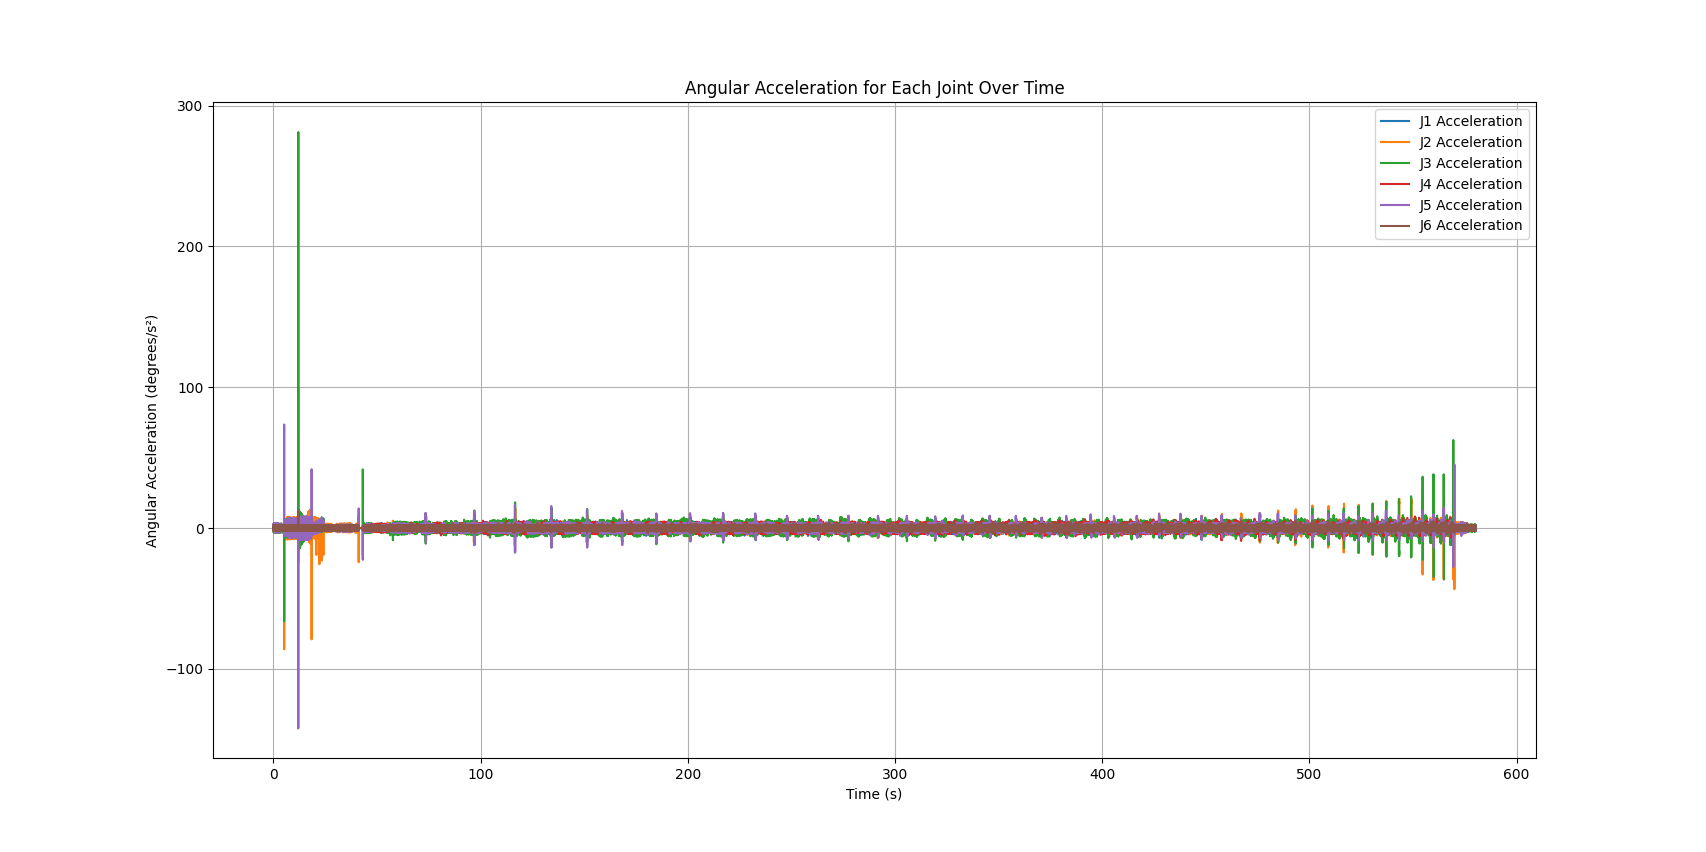 Angular Acceleration for Each Joint Over Time
Angular Acceleration (degrees/s²)
300
200
100
0
−100
J1 Acceleration
J2 Acceleration
J3 Acceleration
J4 Acceleration
J5 Acceleration
J6 Acceleration
0 100 200 300 400 500 600
Time (s)